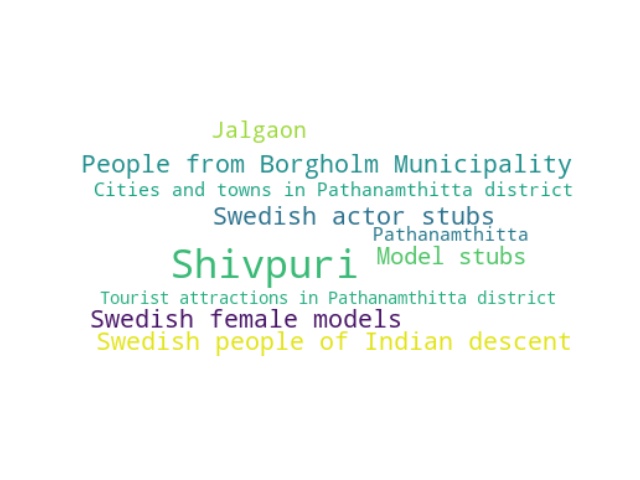 Jalgaon
People from Borgholm Municipality
Cities and towns in Pathanamthitta district
Swedish actor stubs
Pathanamthitta
Shivpuri
Model stubs
Tourist attractions in Pathanamthitta district
Swedish female models
Swedish people of Indian descent